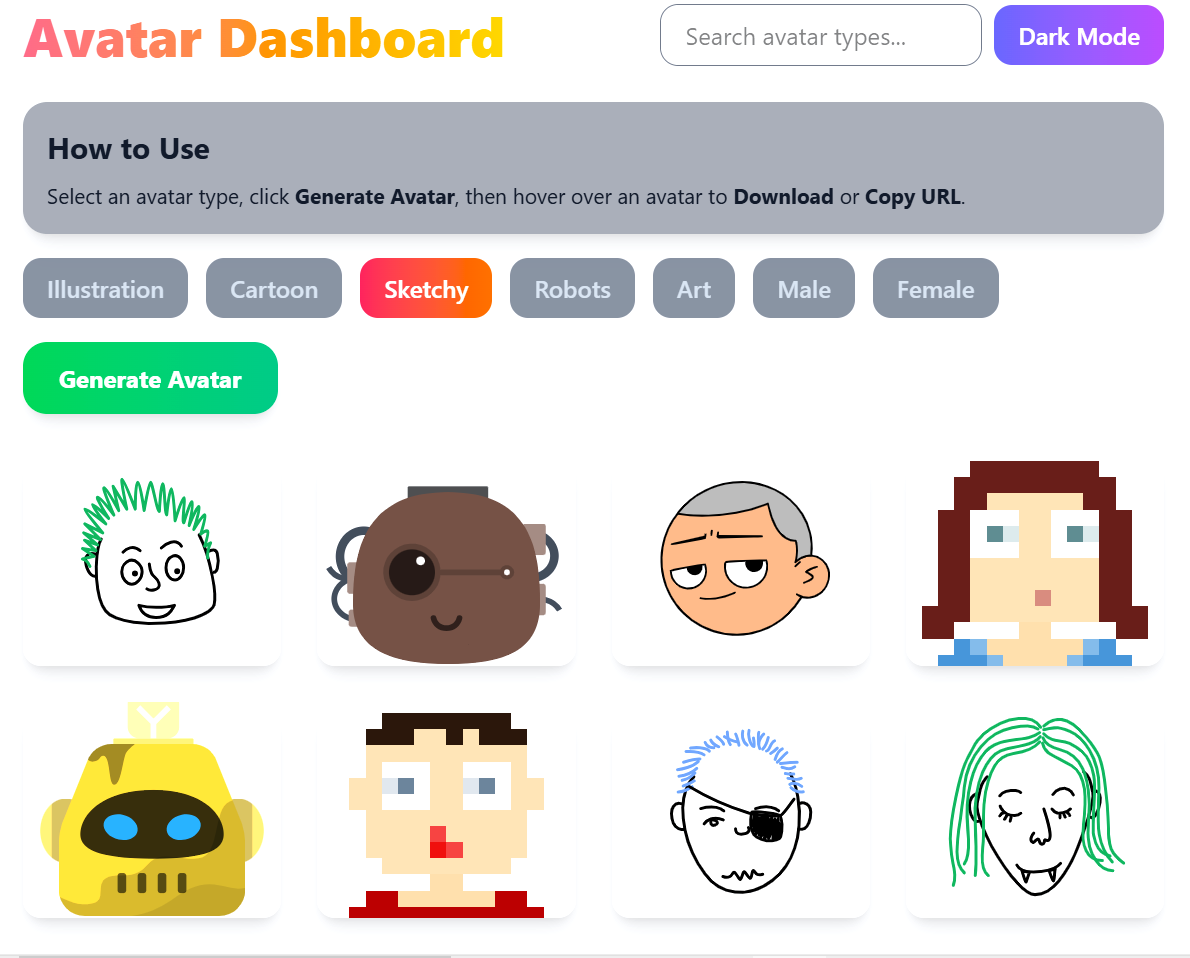 Avatar Dashboard
Search avatar types...
Dark Mode
How to Use
Select an avatar type, click Generate Avatar, then hover over an avatar to Download or Copy URL.
Illustration
Cartoon
Sketchy
Robots
Art
Male
Female
Generate Avatar